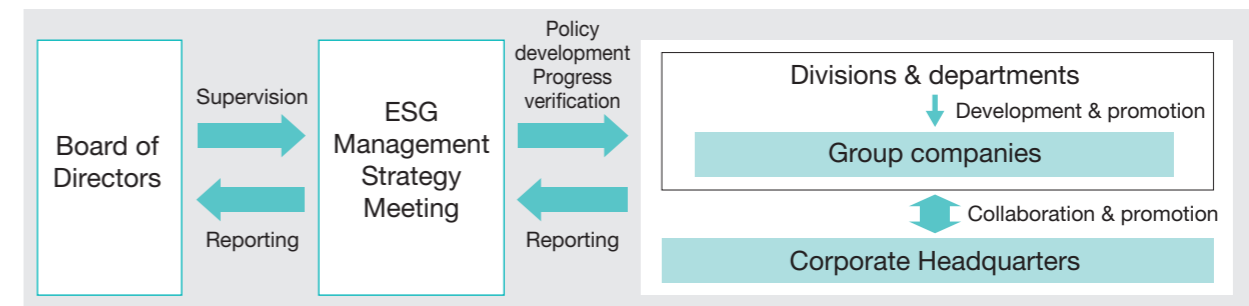 Board of
Directors
Supervision
Reporting
ESG
Management
Strategy
Meeting
Policy
development
Progress
verification
Reporting
Divisions & departments
Development & promotion
Group companies
Collaboration & promotion
Corporate Headquarters